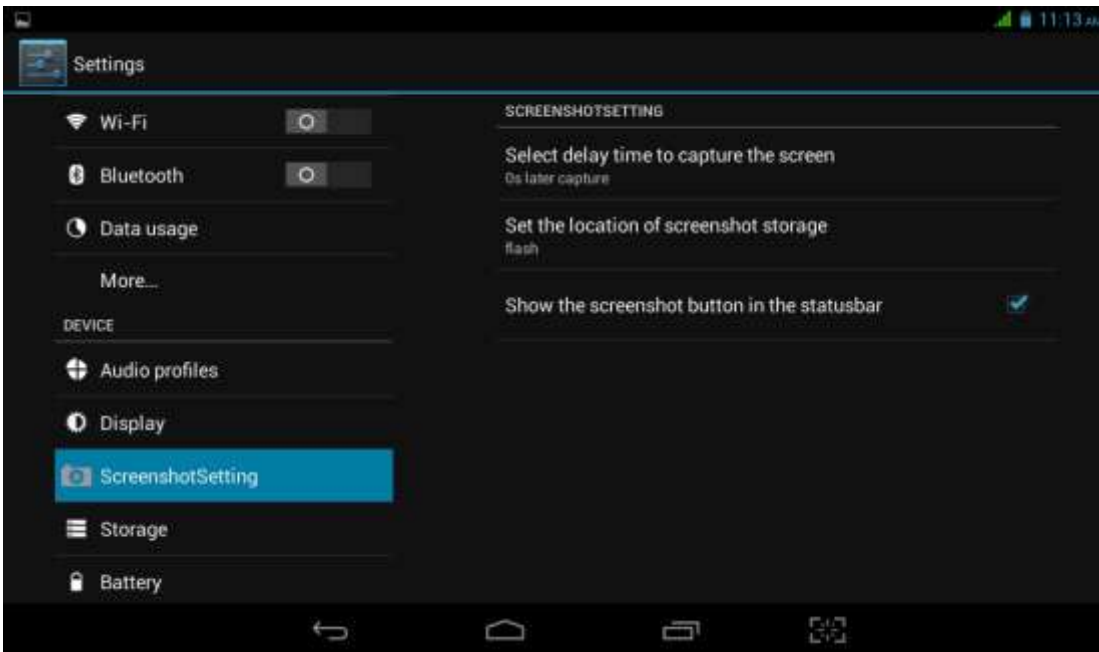 11:13 AM
Settings
Wi-Fi
Bluetooth
Data usage
More...
DEVICE
Audio profiles
Display
ScreenshotSetting
Storage
Battery
SCREENSHOTSETTING
Select delay time to capture the screen
0s later capture
Set the location of screenshot storage
flash
Show the screenshot button in the statusbar